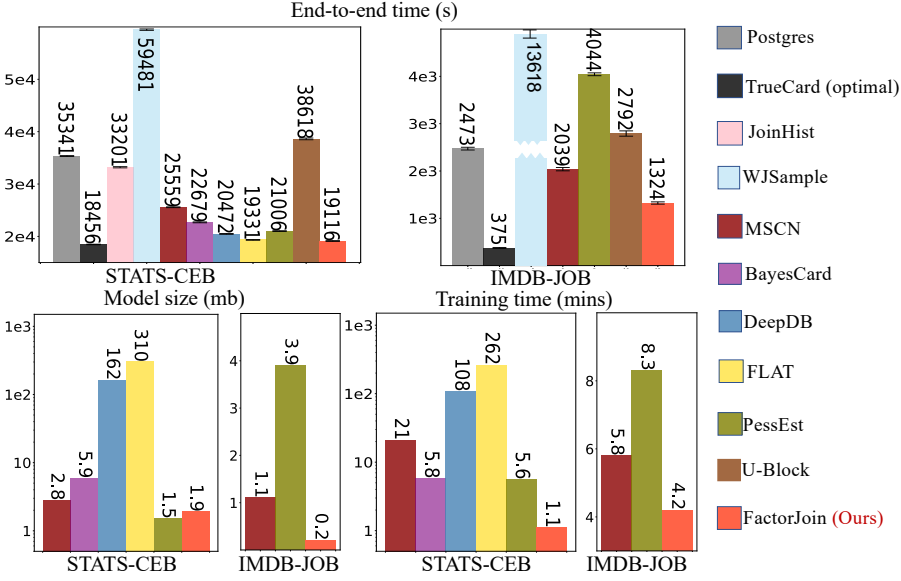 End-to-end time (s)
5e4
4e4
3e4
2e4
35341
18456
33201
59481
25559
22679
20472
19331
21006
38618
19116
STATS-CEB
4e3
3e3
2e3
1e3
2473
375
13618
2039
4044
2792
1324
IMDB-JOB
Model size (mb)
1e3
1e2
10
1
2.8
5.9
162
310
1.5
1.9
STATS-CEB
4
3
2
1
1.1
3.9
0.2
IMDB-JOB
Training time (mins)
1e3
1e2
10
1
21
5.8
108
262
5.6
1.1
STATS-CEB
8
6
4
5.8
8.3
4.2
IMDB-JOB
Postgres
TrueCard (optimal)
JoinHist
WJSample
MSCN
BayesCard
DeepDB
FLAT
PessEst
U-Block
FactorJoin (Ours)